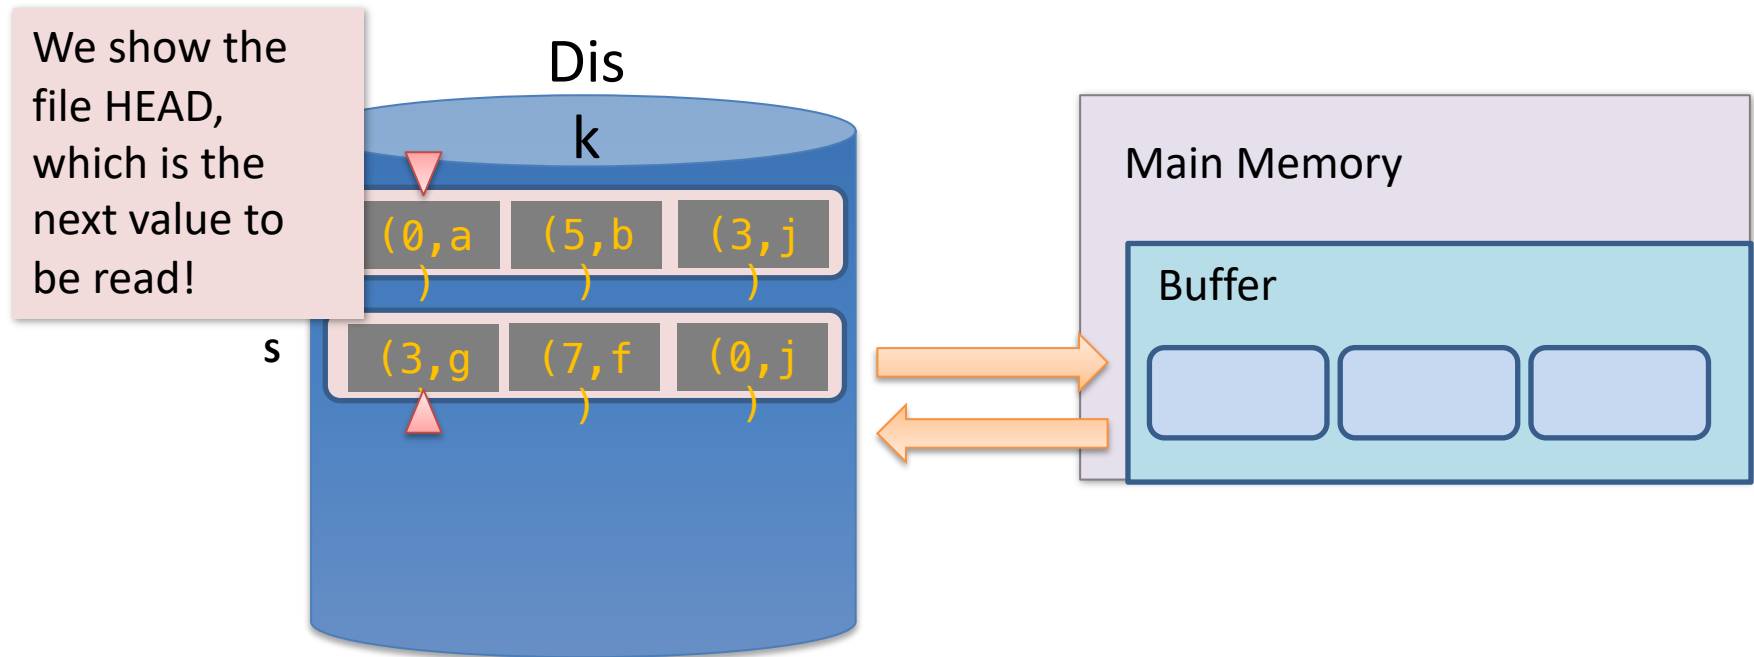 We show the
file HEAD,
which is the
next value to
be read!
Dis
k
(0,a
)
(5,b
)
(3,j
)
s
(3,g
(7,f
)
(0,j
)
Main Memory
Buffer